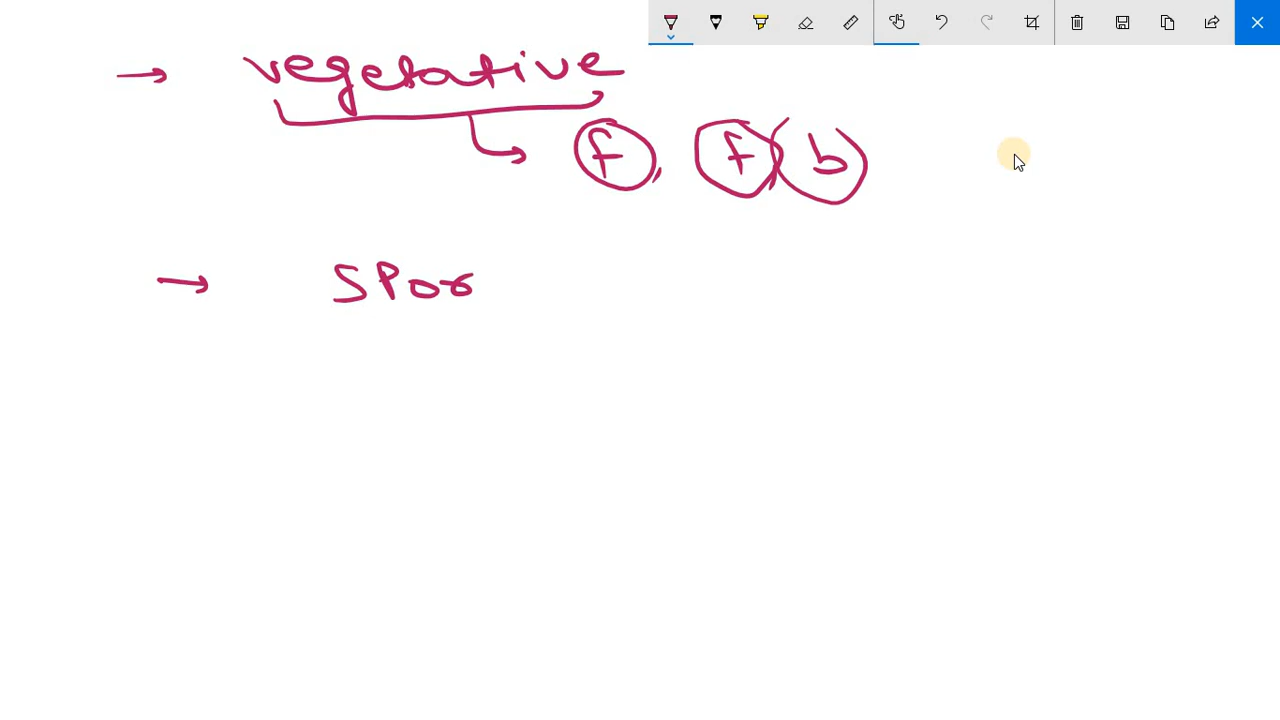 → vegetative
→ f, f b
→ SPor